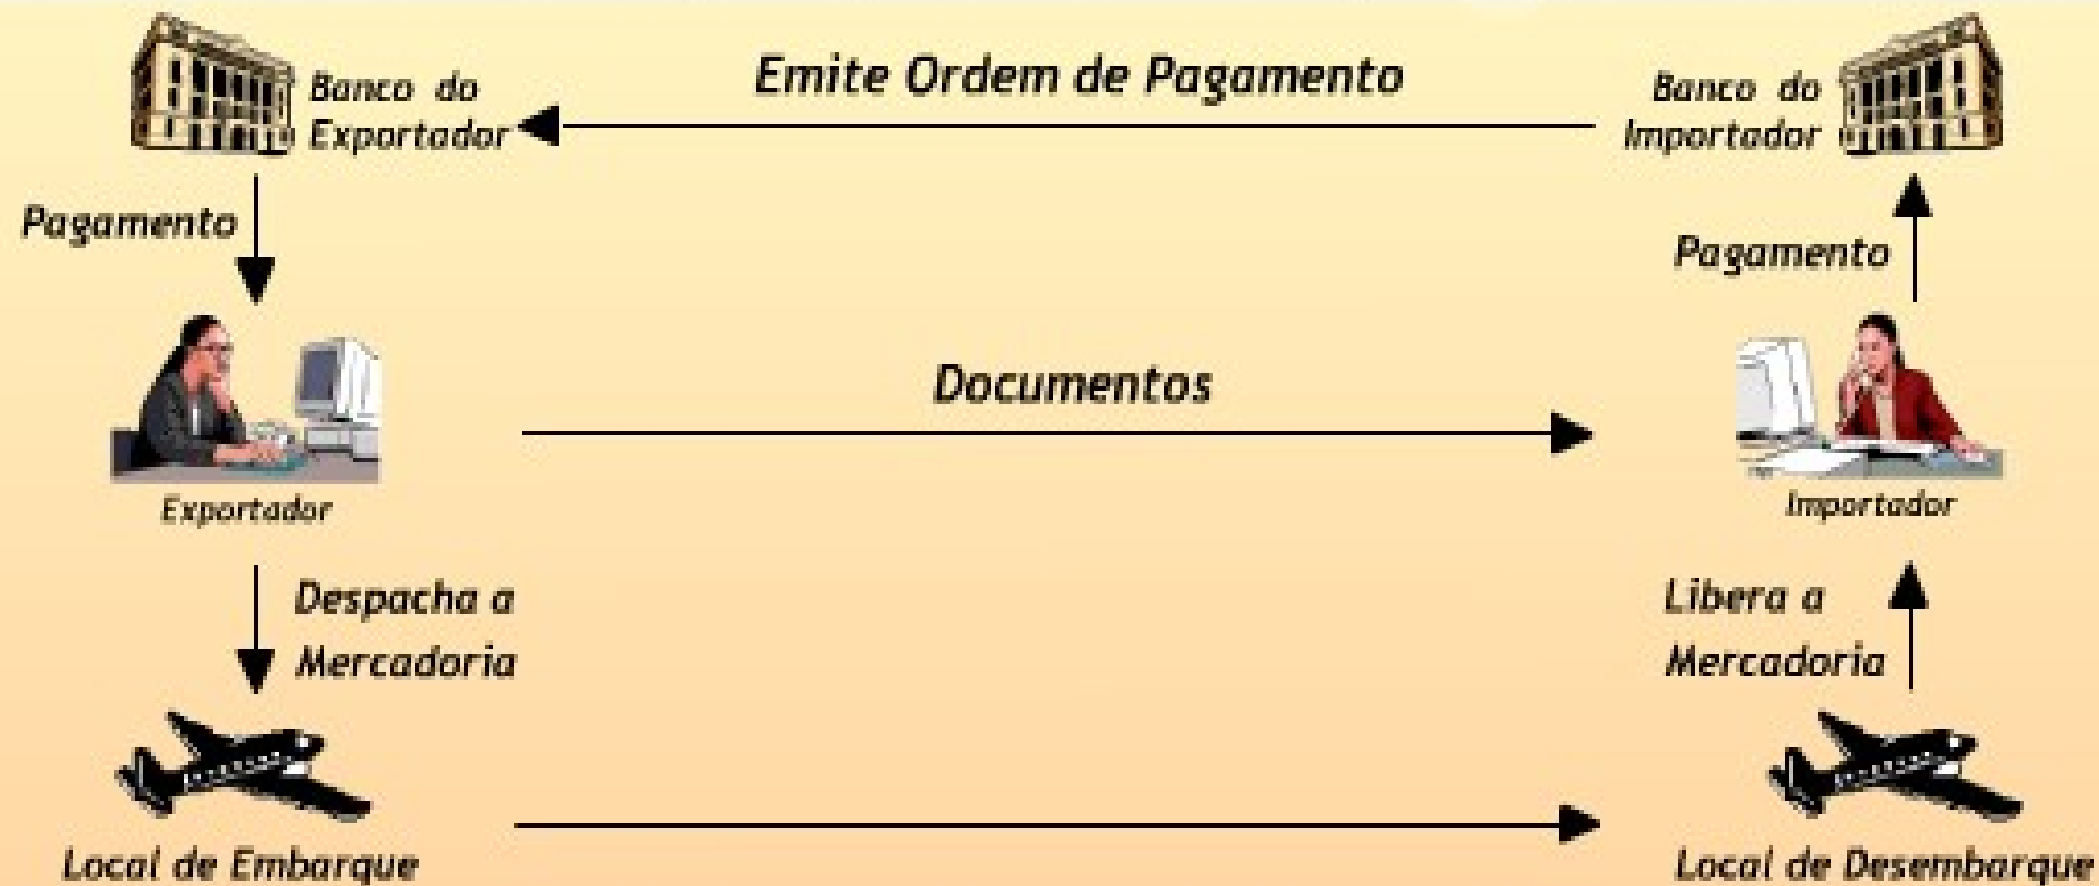 Emite Ordem de Pagamento
Banco do
Exportador
Banco do
Importador
Pagamento
Pagamento
Documentos
Exportador
Importador
Despacha a
Mercadoria
Libera a
Mercadoria
Local de Embarque
Local de Desembarque